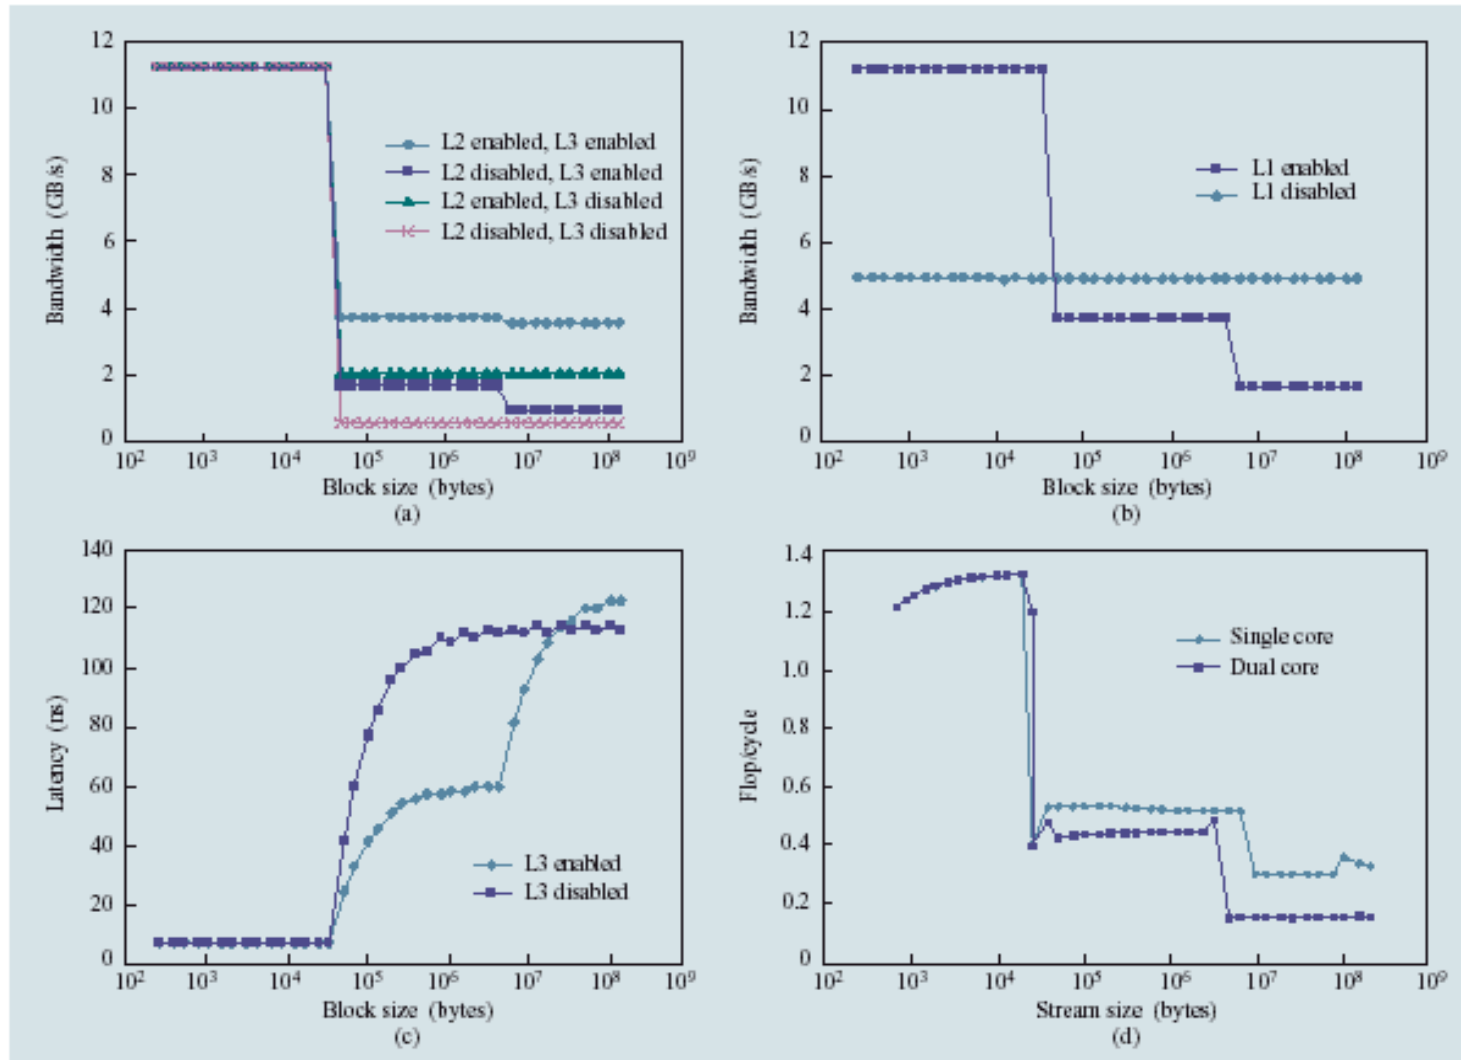 12
10
8
6
4
2
0
Bandwidth (GB/s)
L2 enabled, L3 enabled
L2 disabled, L3 enabled
L2 enabled, L3 disabled
L2 disabled, L3 disabled
10² 10³ 10⁴ 10⁵ 10⁶ 10⁷ 10⁸ 10⁹
Block size (bytes)
(a)
12
10
8
6
4
2
0
Bandwidth (GB/s)
L1 enabled
L1 disabled
10² 10³ 10⁴ 10⁵ 10⁶ 10⁷ 10⁸ 10⁹
Block size (bytes)
(b)
140
120
100
80
60
40
20
0
Latency (ns)
L3 enabled
L3 disabled
10² 10³ 10⁴ 10⁵ 10⁶ 10⁷ 10⁸ 10⁹
Block size (bytes)
(c)
1.4
1.2
1.0
0.8
0.6
0.4
0.2
0
Flop/cycle
Single core
Dual core
10² 10³ 10⁴ 10⁵ 10⁶ 10⁷ 10⁸ 10⁹
Stream size (bytes)
(d)